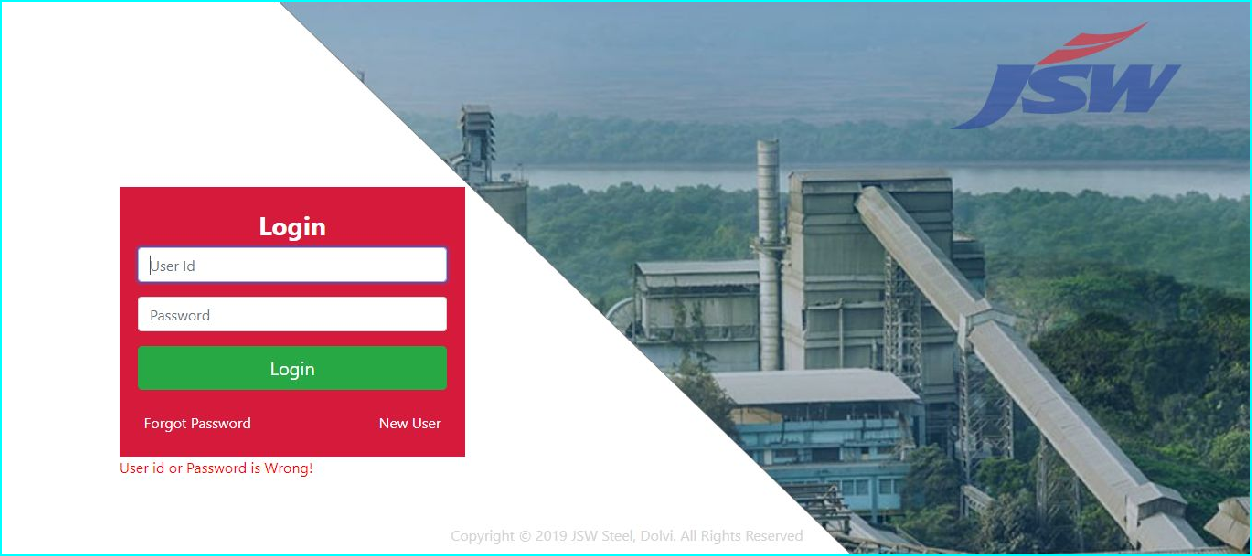 JSW
Login
User Id
Password
Login
Forgot Password
New User
User id or Password is Wrong!
Copyright © 2019 JSW Steel, Dolvi. All Rights Reserved